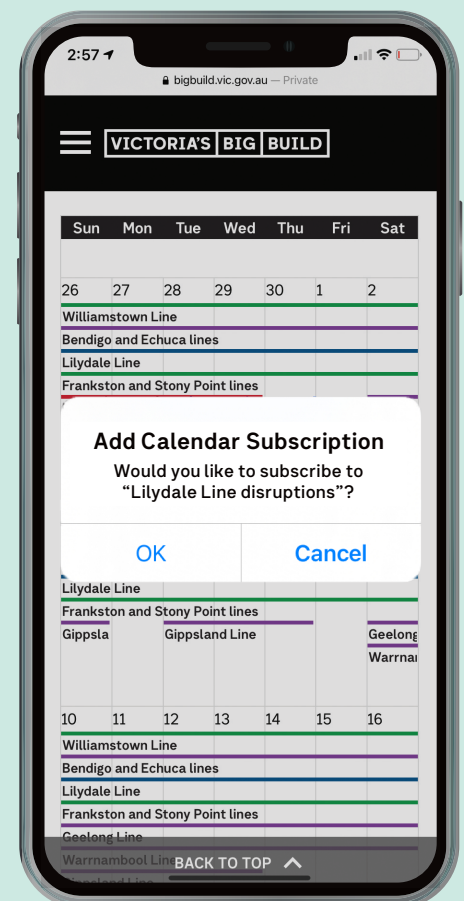 2:57
bigbuild.vic.gov.au — Private
VICTORIA'S BIG BUILD
Sun Mon Tue Wed Thu Fri Sat
26 27 28 29 30 1 2
Williamstown Line
Bendigo and Echuca lines
Lilydale Line
Frankston and Stony Point lines
Add Calendar Subscription
Would you like to subscribe to
“Lilydale Line disruptions”?
OK Cancel
Lilydale Line
Frankston and Stony Point lines
Gippsla Gippsland Line Geelong
Warrnar
10 11 12 13 14 15 16
Williamstown Line
Bendigo and Echuca lines
Lilydale Line
Frankston and Stony Point lines
Geelong Line
Warrnambool Line
BACK TO TOP
Gippsland Line